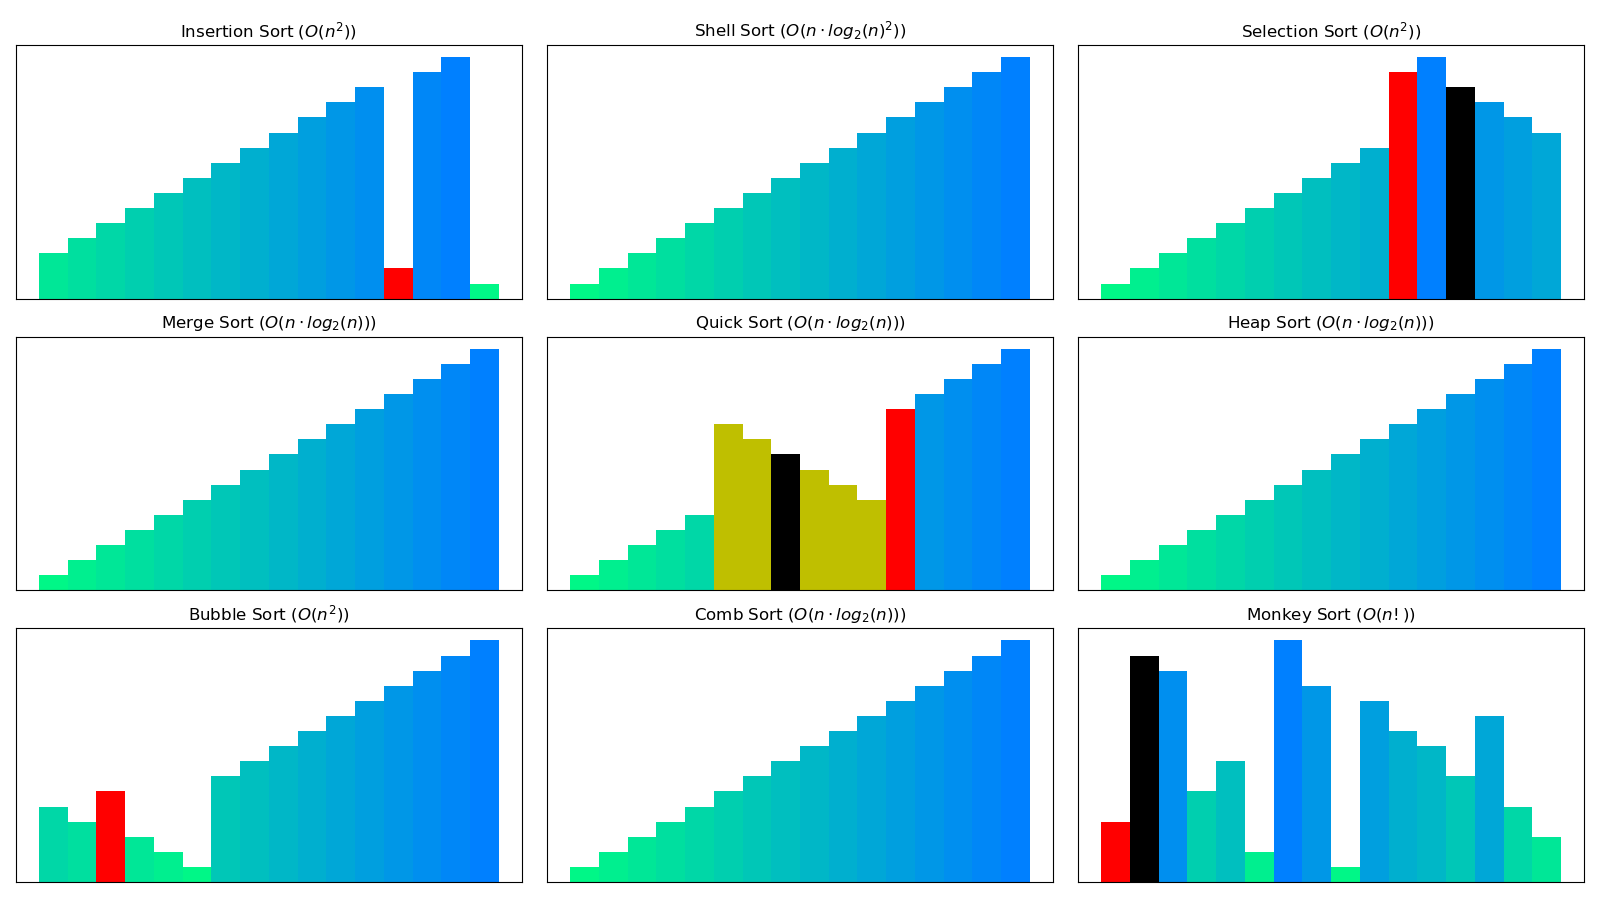 Insertion Sort (O(n²))
Shell Sort (O(n · log₂(n)²))
Selection Sort (O(n²))
Merge Sort (O(n · log₂(n)))
Quick Sort (O(n · log₂(n)))
Heap Sort (O(n · log₂(n)))
Bubble Sort (O(n²))
Comb Sort (O(n · log₂(n)))
Monkey Sort (O(n!))